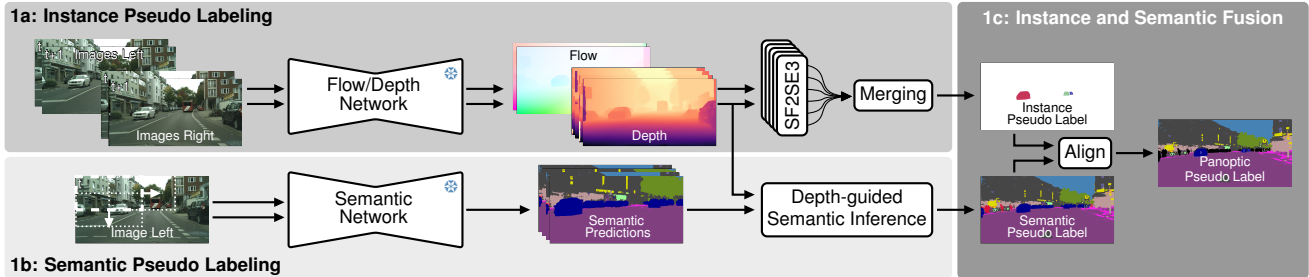 1a: Instance Pseudo Labeling
t
t+1
Images Left
Images Right
Flow/Depth
Network
Flow
Depth
SF2SE3
Merging
1b: Semantic Pseudo Labeling
t
Image Left
Semantic
Network
Semantic
Predictions
Depth-guided
Semantic Inference
1c: Instance and Semantic Fusion
Instance
Pseudo Label
Align
Semantic
Pseudo Label
Panoptic
Pseudo Label